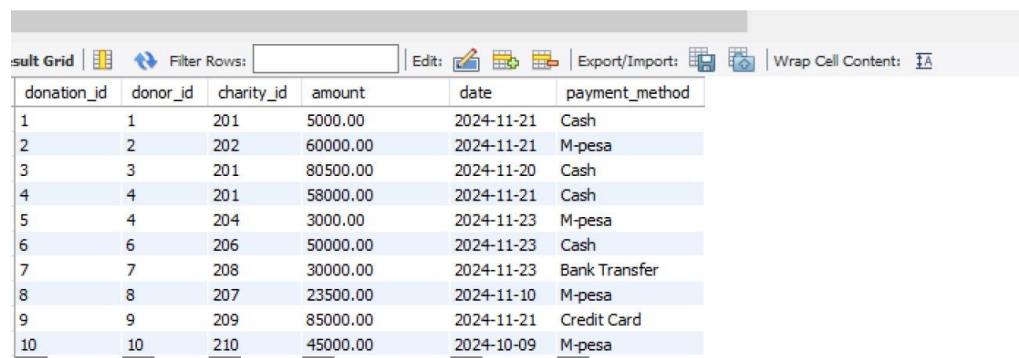 sult Grid Filter Rows: Edit: Export/Import: Wrap Cell Content: IA
donation_id donor_id charity_id amount date payment_method
1 1 201 5000.00 2024-11-21 Cash
2 2 202 60000.00 2024-11-21 M-pesa
3 3 201 80500.00 2024-11-20 Cash
4 4 201 58000.00 2024-11-21 Cash
5 4 204 3000.00 2024-11-23 M-pesa
6 6 206 50000.00 2024-11-23 Cash
7 7 208 30000.00 2024-11-23 Bank Transfer
8 8 207 23500.00 2024-11-10 M-pesa
9 9 209 85000.00 2024-11-21 Credit Card
10 10 210 45000.00 2024-10-09 M-pesa